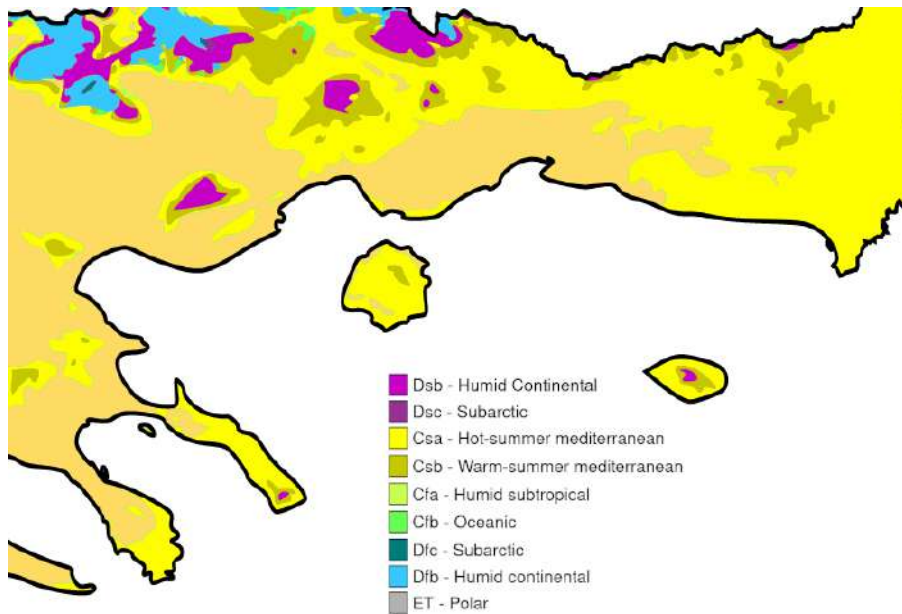 Dsb - Humid Continental
Dsc - Subarctic
Csa - Hot-summer mediterranean
Csb - Warm-summer mediterranean
Cfa - Humid subtropical
Cfb - Oceanic
Dfc - Subarctic
Dfb - Humid continental
ET - Polar